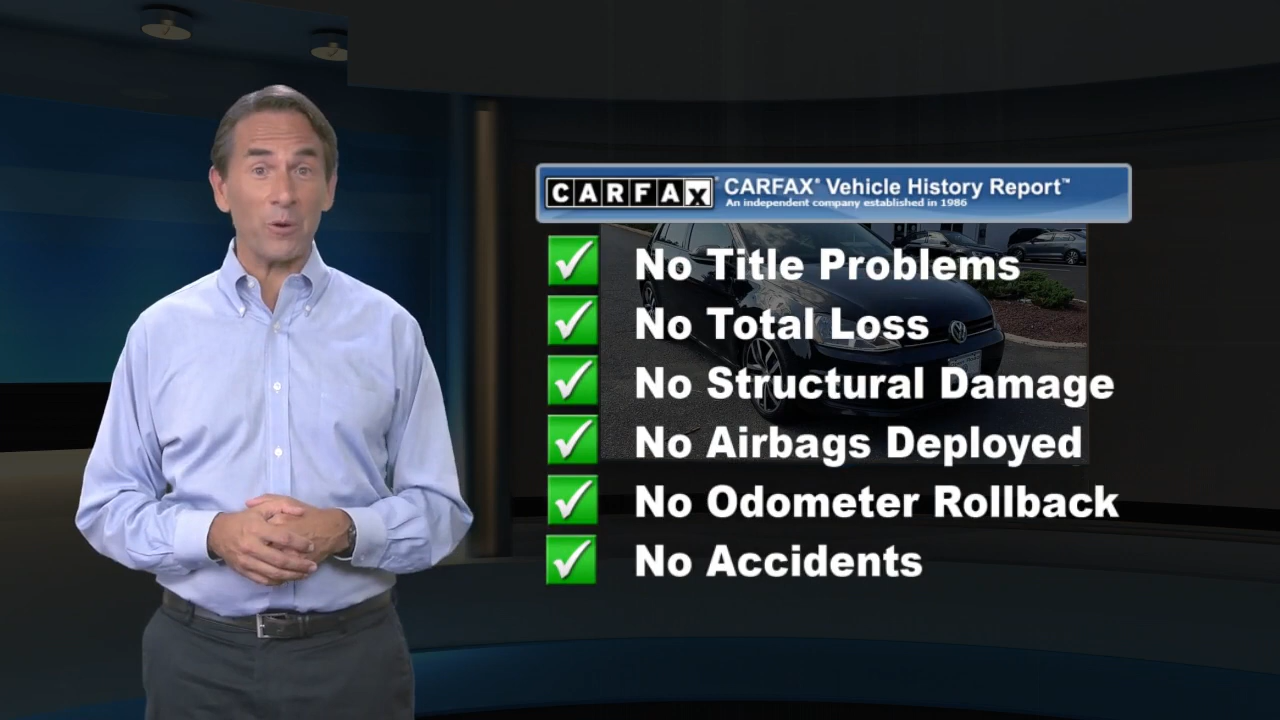 CARFAX® CARFAX® Vehicle History Report™
An independent company established in 1986
No Title Problems
No Total Loss
No Structural Damage
No Airbags Deployed
No Odometer Rollback
No Accidents